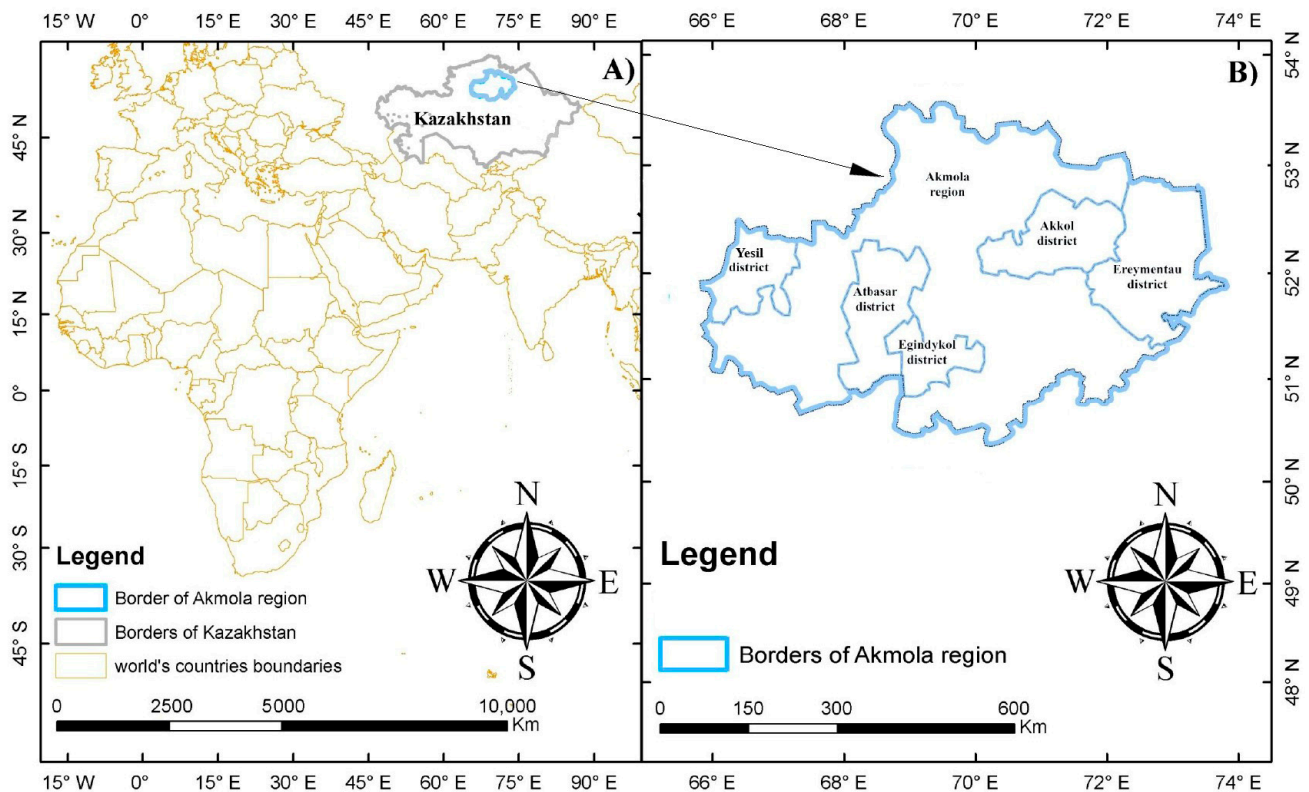 15° W 0° 15° E 30° E 45° E 60° E 75° E 90° E
66° E 68° E 70° E 72° E 74° E
A)
B)
Kazakhstan
45° N
30° N
15° N
0°
15° S
30° S
45° S
54° N
53° N
52° N
51° N
50° N
49° N
48° N
Akmola
region
Akkol
district
Yesil
district
Ereymentau
district
Atbasar
district
Egindykol
district
N
W E
S
Legend
Border of Akmola region
Borders of Kazakhstan
world's countries boundaries
0 2500 5000 10,000
Km
N
W E
S
Legend
Borders of Akmola region
0 150 300 600
Km
15° W 0° 15° E 30° E 45° E 60° E 75° E 90° E
66° E 68° E 70° E 72° E 74° E